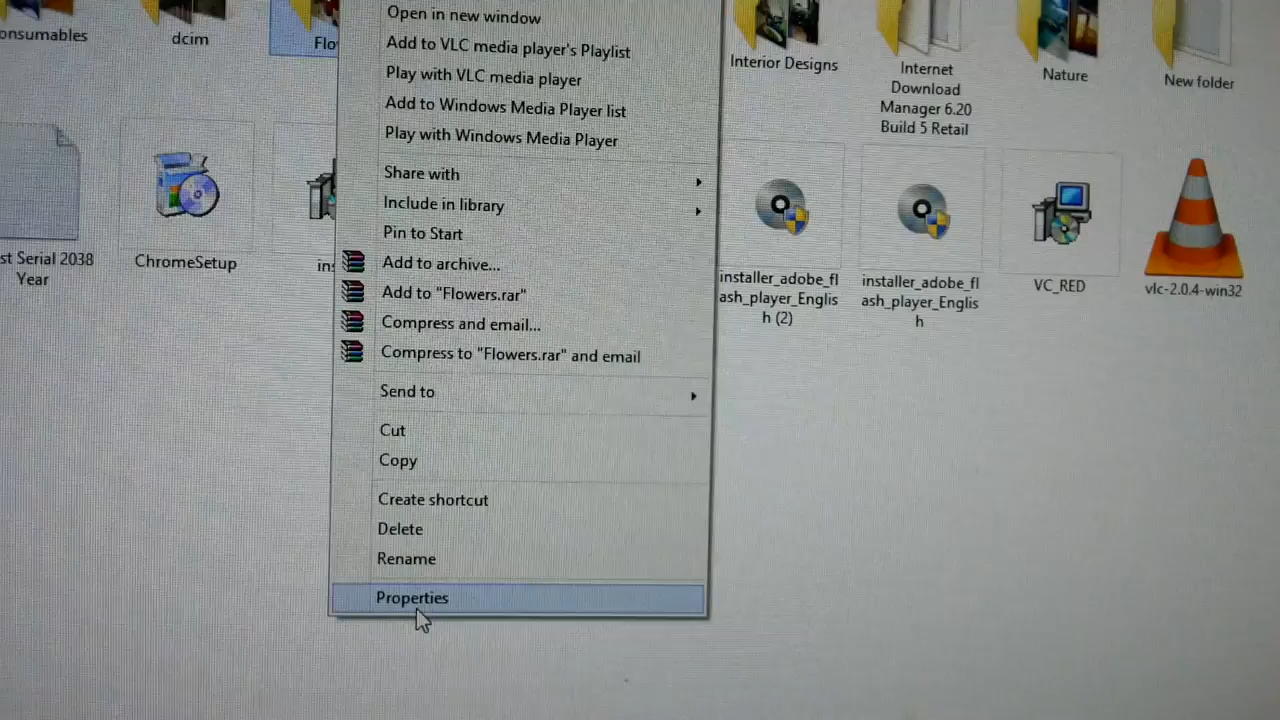 onsumables
dcim
Flo
Open in new window
Add to VLC media player's Playlist
Play with VLC media player
Add to Windows Media Player list
Play with Windows Media Player
Share with
Include in library
Pin to Start
Add to archive...
Add to "Flowers.rar"
Compress and email...
Compress to "Flowers.rar" and email
Send to
Cut
Copy
Create shortcut
Delete
Rename
Properties
Interior Designs
Internet
Download
Manager 6.20
Build 5 Retail
Nature
New folder
st Serial 2038
Year
ChromeSetup
ins
installer_adobe_fl
ash_player_Englis
h (2)
installer_adobe_fl
ash_player_Englis
h
VC_RED
vlc-2.0.4-win32